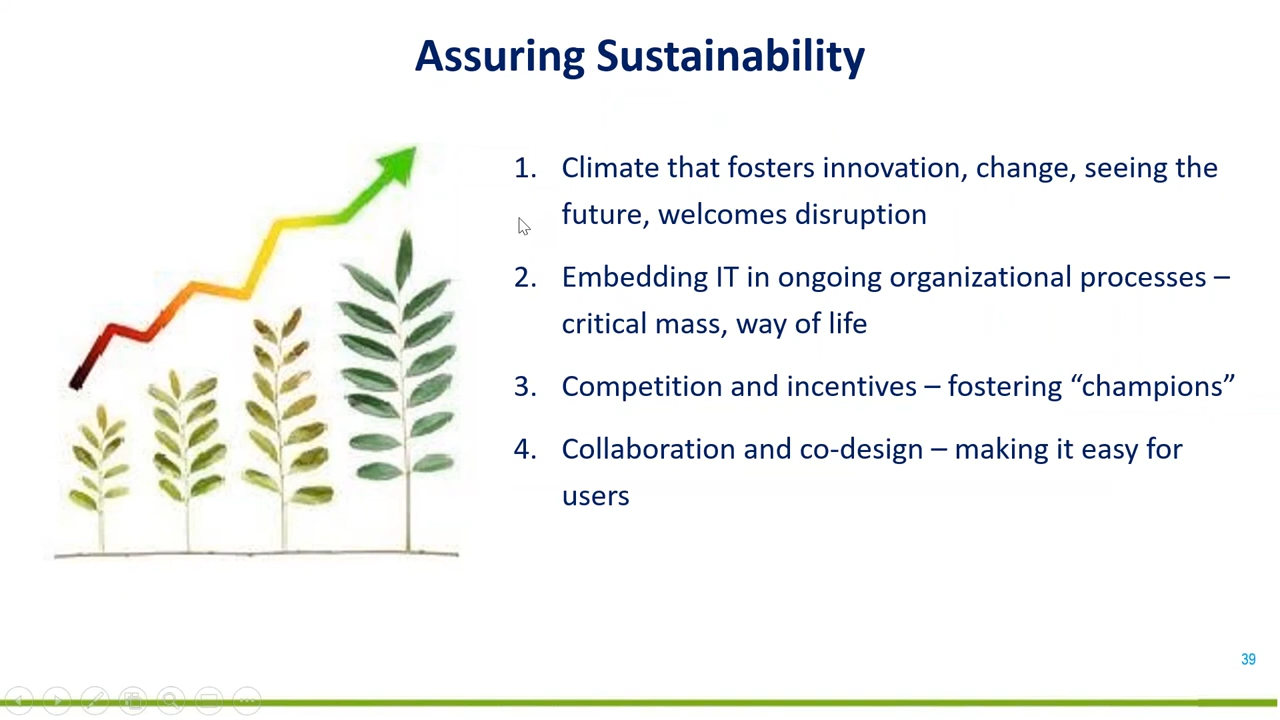 Assuring Sustainability
1. Climate that fosters innovation, change, seeing the
future, welcomes disruption
2. Embedding IT in ongoing organizational processes –
critical mass, way of life
3. Competition and incentives – fostering “champions”
4. Collaboration and co-design – making it easy for
users
39